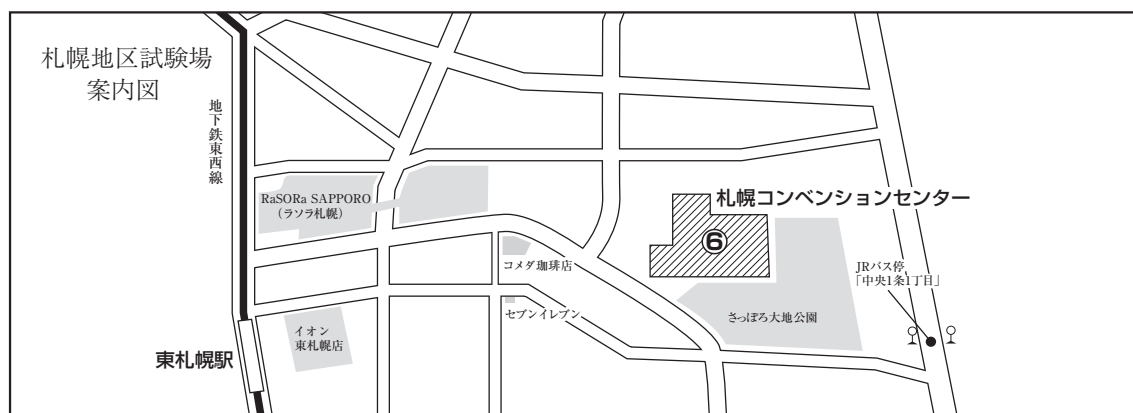 札幌地区試験場
案内図
地下鉄東西線
RaSORa SAPPORO
（ラソラ札幌）
札幌コンベンションセンター
⑥
コメダ珈琲店
JRバス停
「中央1条1丁目」
セブンイレブン
さっぽろ大地公園
イオン
東札幌店
東札幌駅